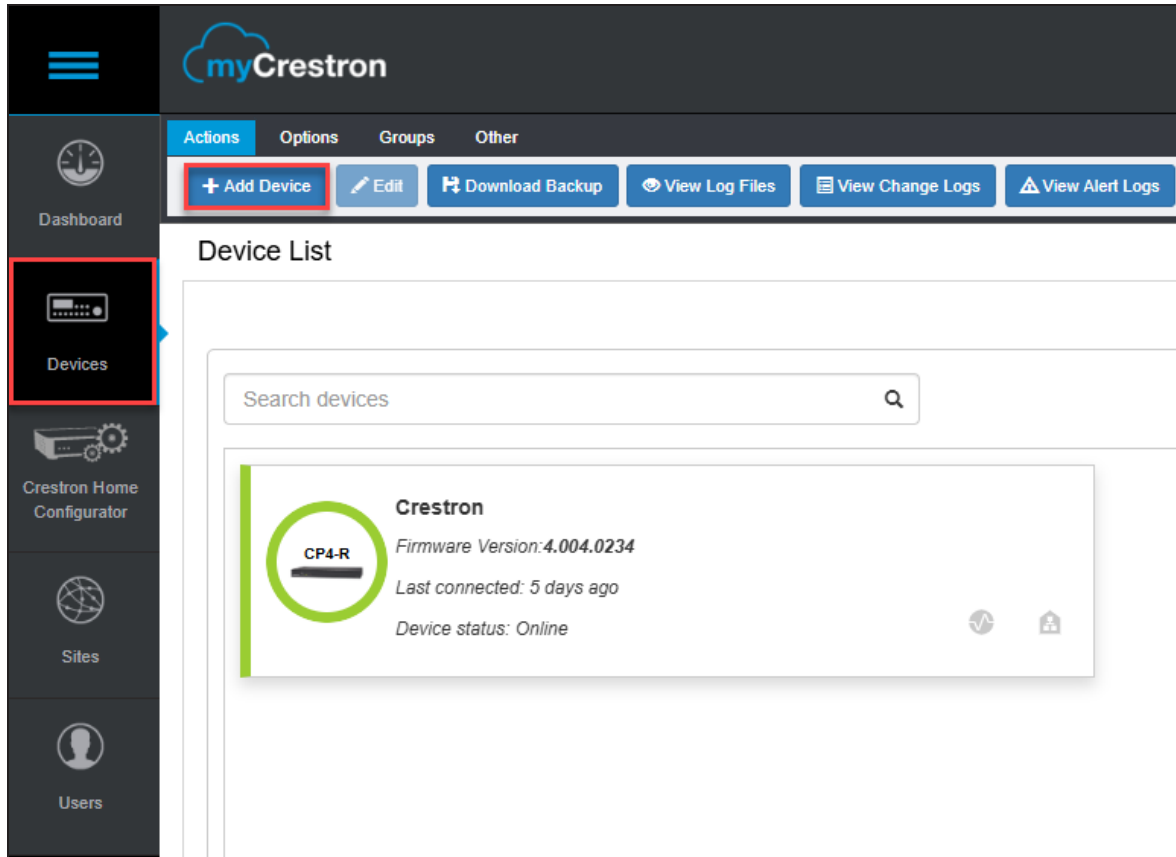 myCrestron
Actions Options Groups Other
+ Add Device Edit Download Backup View Log Files View Change Logs View Alert Logs
Dashboard
Device List
Devices
Search devices
Crestron Home
Configurator
Crestron
CP4-R
Firmware Version:4.004.0234
Last connected: 5 days ago
Device status: Online
Sites
Users